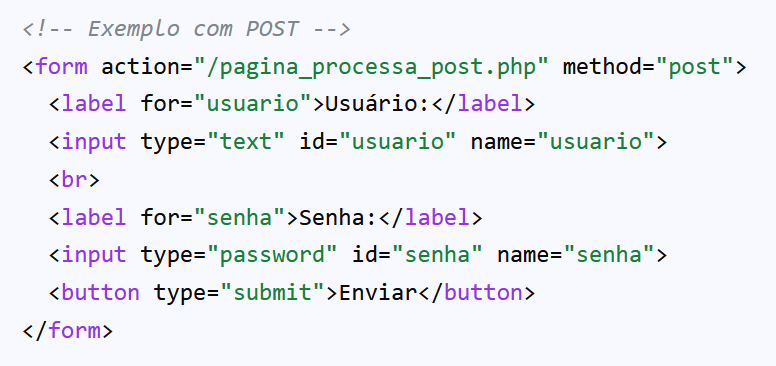 <!-- Exemplo com POST -->
<form action="/pagina_processa_post.php" method="post">
  <label for="usuario">Usuário:</label>
  <input type="text" id="usuario" name="usuario">
  <br>
  <label for="senha">Senha:</label>
  <input type="password" id="senha" name="senha">
  <button type="submit">Enviar</button>
</form>